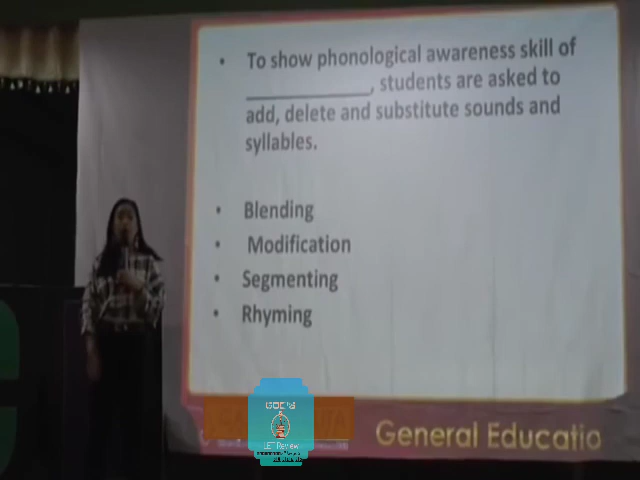 • To show phonological awareness skill of
____________, students are asked to
add, delete and substitute sounds and
syllables.
• Blending
• Modification
• Segmenting
• Rhyming
LET Review
General Educatio